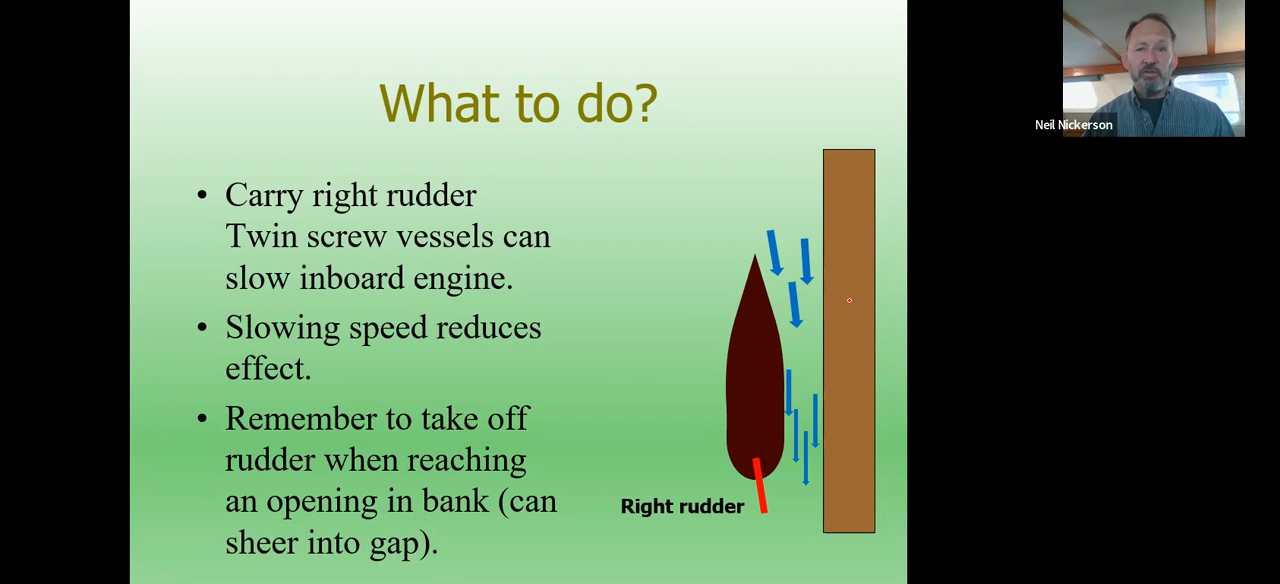 What to do?
• Carry right rudder
Twin screw vessels can
slow inboard engine.
• Slowing speed reduces
effect.
• Remember to take off
rudder when reaching
an opening in bank (can
sheer into gap).
Right rudder
Neil Nickerson